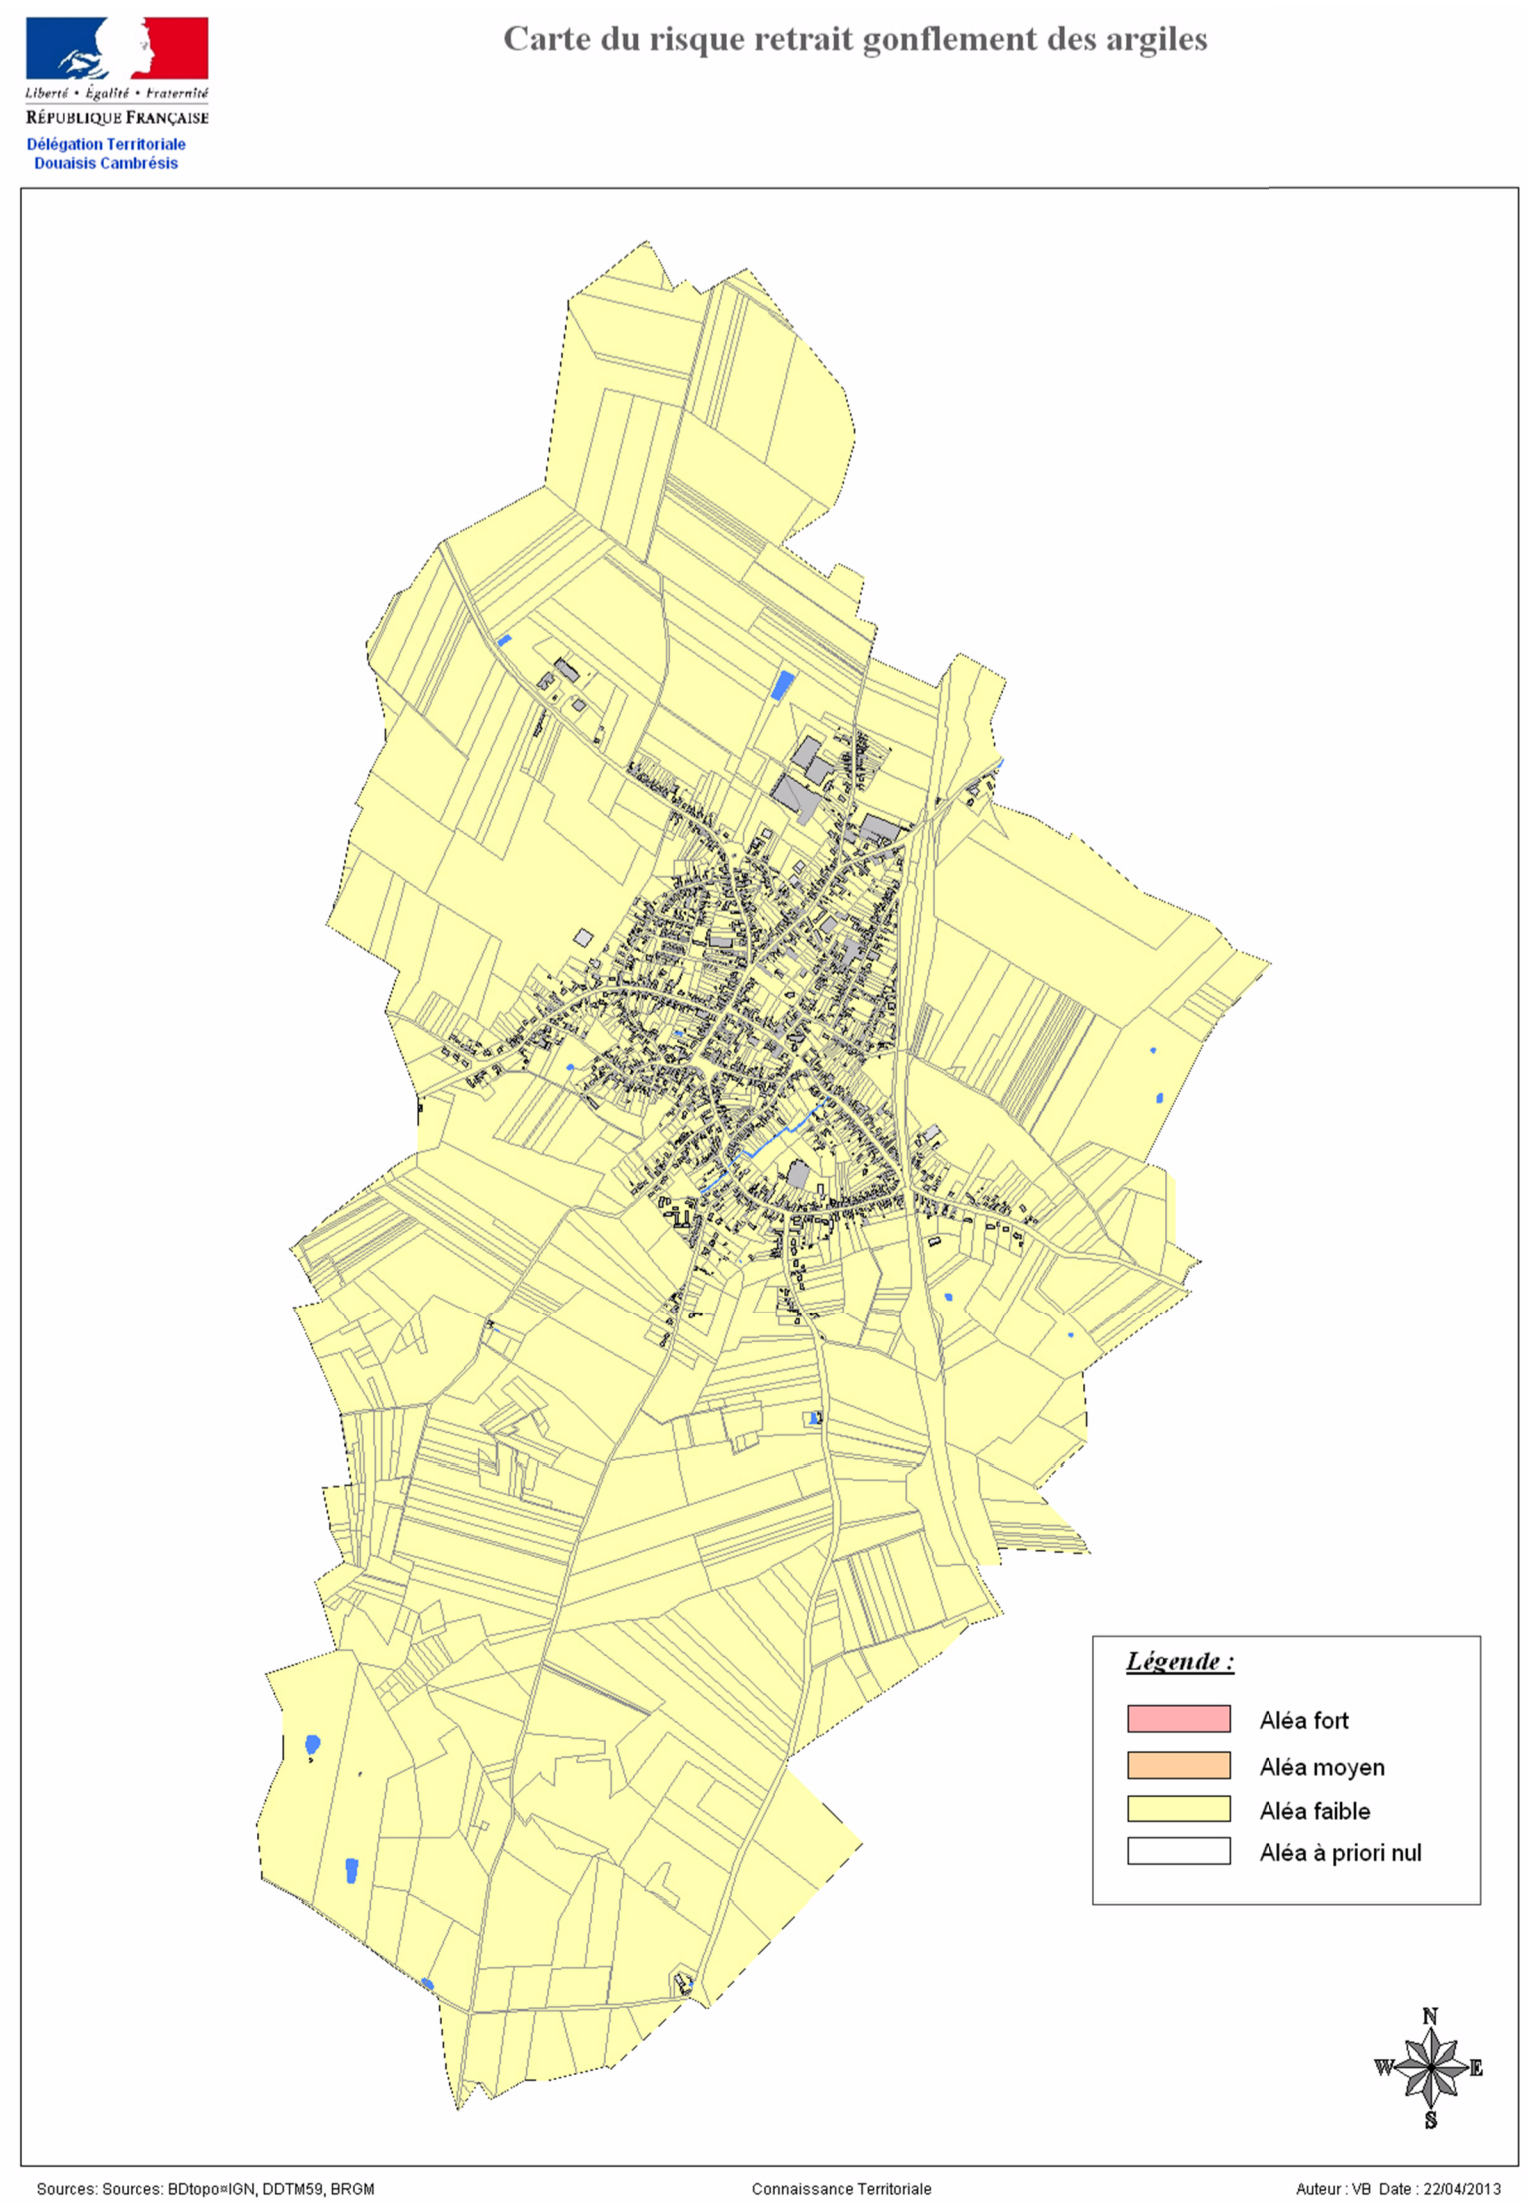 Carte du risque retrait gonflement des argiles
Liberté • Égalité • Fraternité
RÉPUBLIQUE FRANÇAISE
Délégation Territoriale
Douaisis Cambrésis
Légende :
Aléa fort
Aléa moyen
Aléa faible
Aléa à priori nul
N
W E
S
Sources: Sources: BDtopo¤IGN, DDTM59, BRGM
Connaissance Territoriale
Auteur : VB Date : 22/04/2013